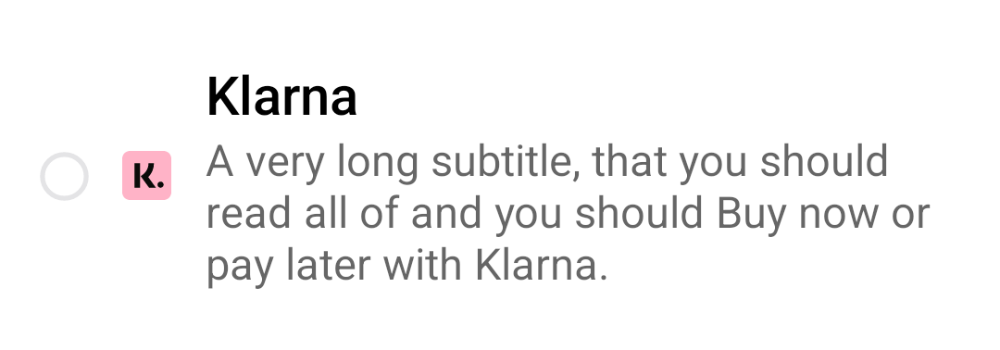 Klarna
K.
A very long subtitle, that you should
read all of and you should Buy now or
pay later with Klarna.